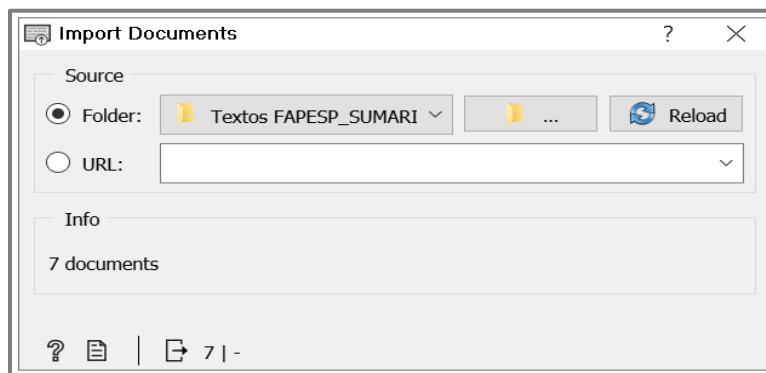 Import Documents ?
Source
Folder: Textos FAPESP_SUMARI ... Reload
URL:
Info
7 documents
? 7 | -